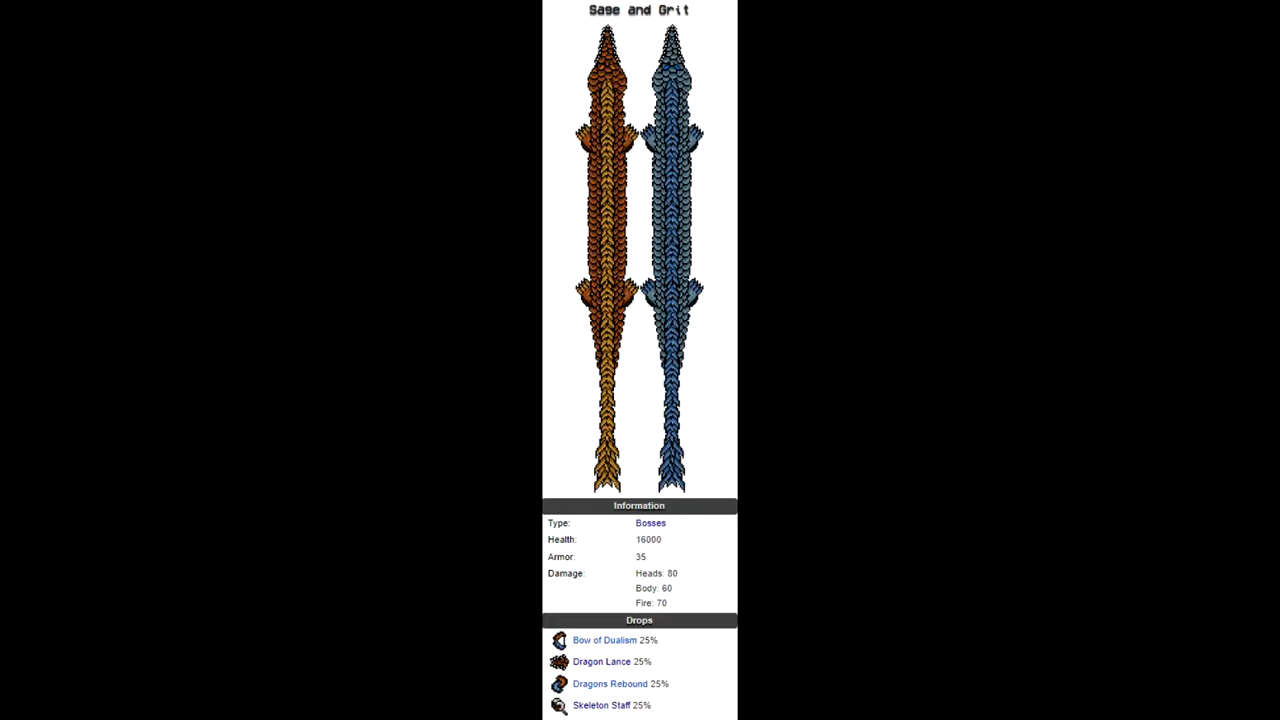 Sage and Grit
Information
Type: Bosses
Health: 16000
Armor: 35
Damage: Heads: 80
Body: 60
Fire: 70
Drops
Bow of Dualism 25%
Dragon Lance 25%
Dragons Rebound 25%
Skeleton Staff 25%